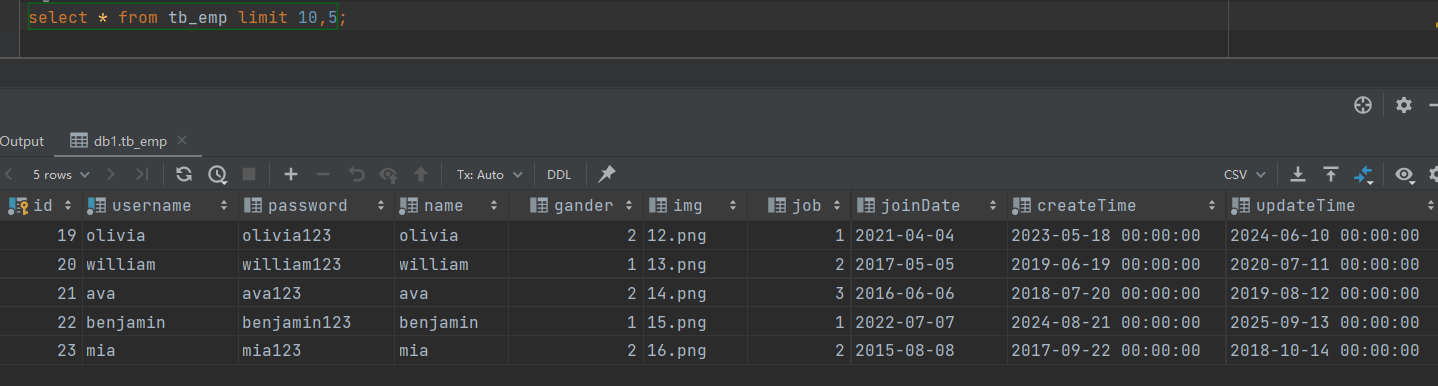 select * from tb_emp limit 10,5;
Output db1.tb_emp
5 rows Tx: Auto DDL CSV
id username password name gander img job joinDate createTime updateTime
19 olivia olivia123 olivia 2 12.png 1 2021-04-04 2023-05-18 00:00:00 2024-06-10 00:00:00
20 william william123 william 1 13.png 2 2017-05-05 2019-06-19 00:00:00 2020-07-11 00:00:00
21 ava ava123 ava 2 14.png 3 2016-06-06 2018-07-20 00:00:00 2019-08-12 00:00:00
22 benjamin benjamin123 benjamin 1 15.png 1 2022-07-07 2024-08-21 00:00:00 2025-09-13 00:00:00
23 mia mia123 mia 2 16.png 2 2015-08-08 2017-09-22 00:00:00 2018-10-14 00:00:00